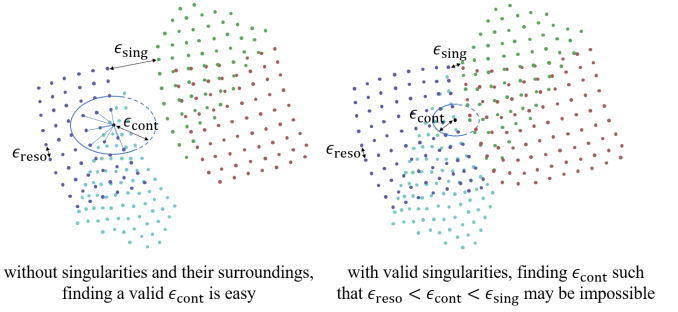 ϵsing
ϵcont
ϵreso
without singularities and their surroundings,
finding a valid ϵcont is easy
ϵsing
ϵcont
ϵreso
with valid singularities, finding ϵcont such
that ϵreso < ϵcont < ϵsing may be impossible